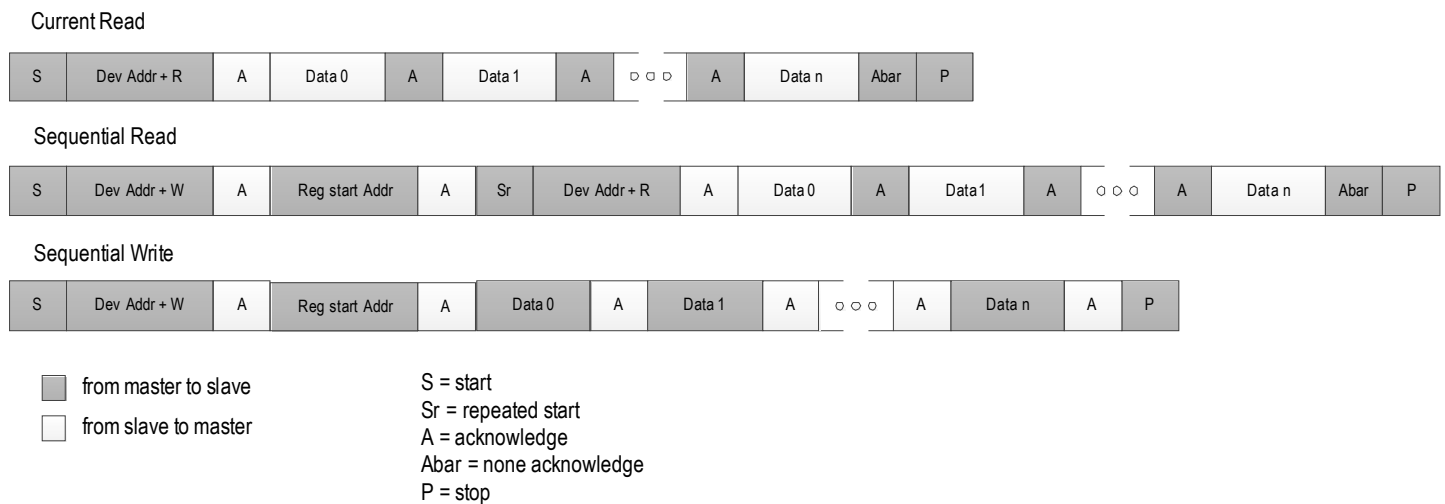 Current Read
S Dev Addr + R A Data 0 A Data 1 A A Data n Abar P
Sequential Read
S Dev Addr + W A Reg start Addr A Sr Dev Addr + R A Data 0 A Data1 A A Data n Abar P
Sequential Write
S Dev Addr + W A Reg start Addr A Data 0 A Data 1 A A Data n A P
from master to slave
from slave to master
S = start
Sr = repeated start
A = acknowledge
Abar = none acknowledge
P = stop